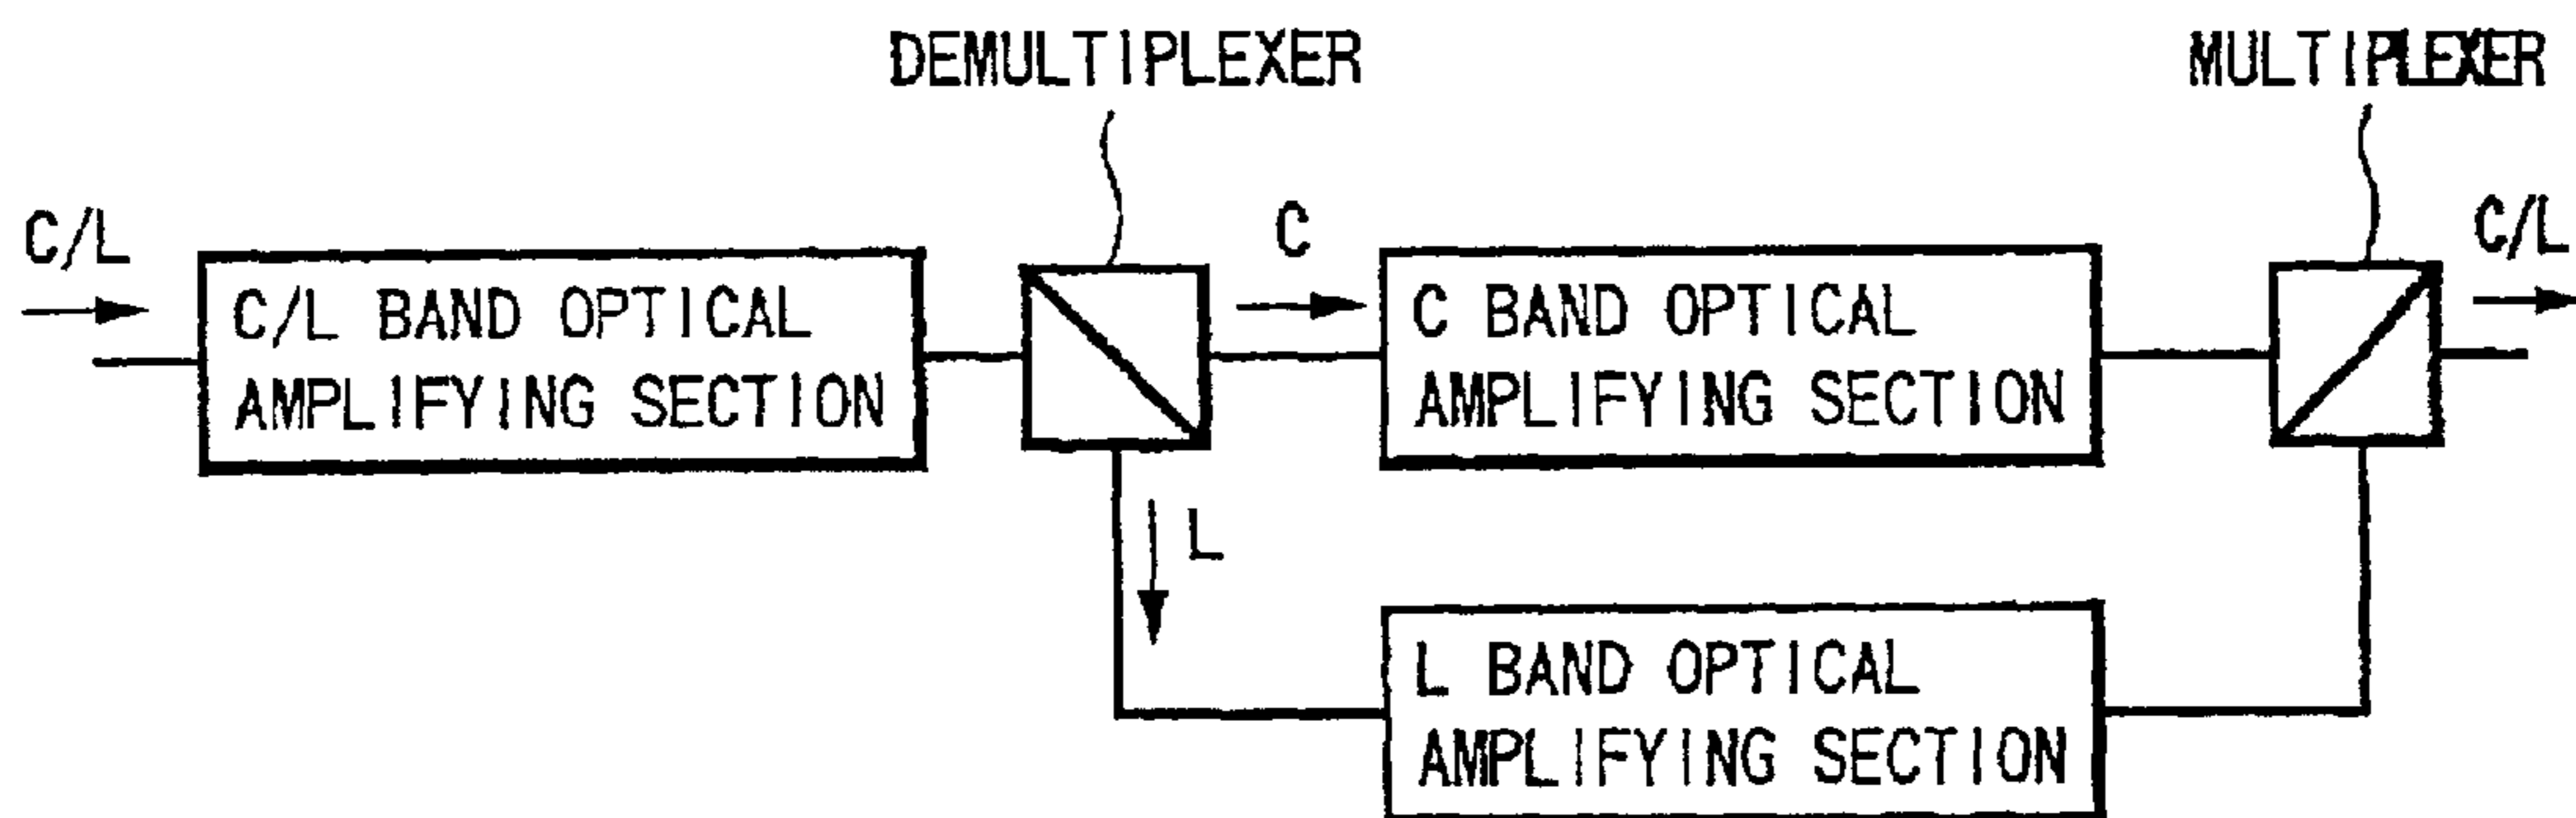 DEMULTIPLEXER
MULTIPLEXER
C/L
C
C/L
C/L BAND OPTICAL
AMPLIFYING SECTION
C BAND OPTICAL
AMPLIFYING SECTION
L
L BAND OPTICAL
AMPLIFYING SECTION